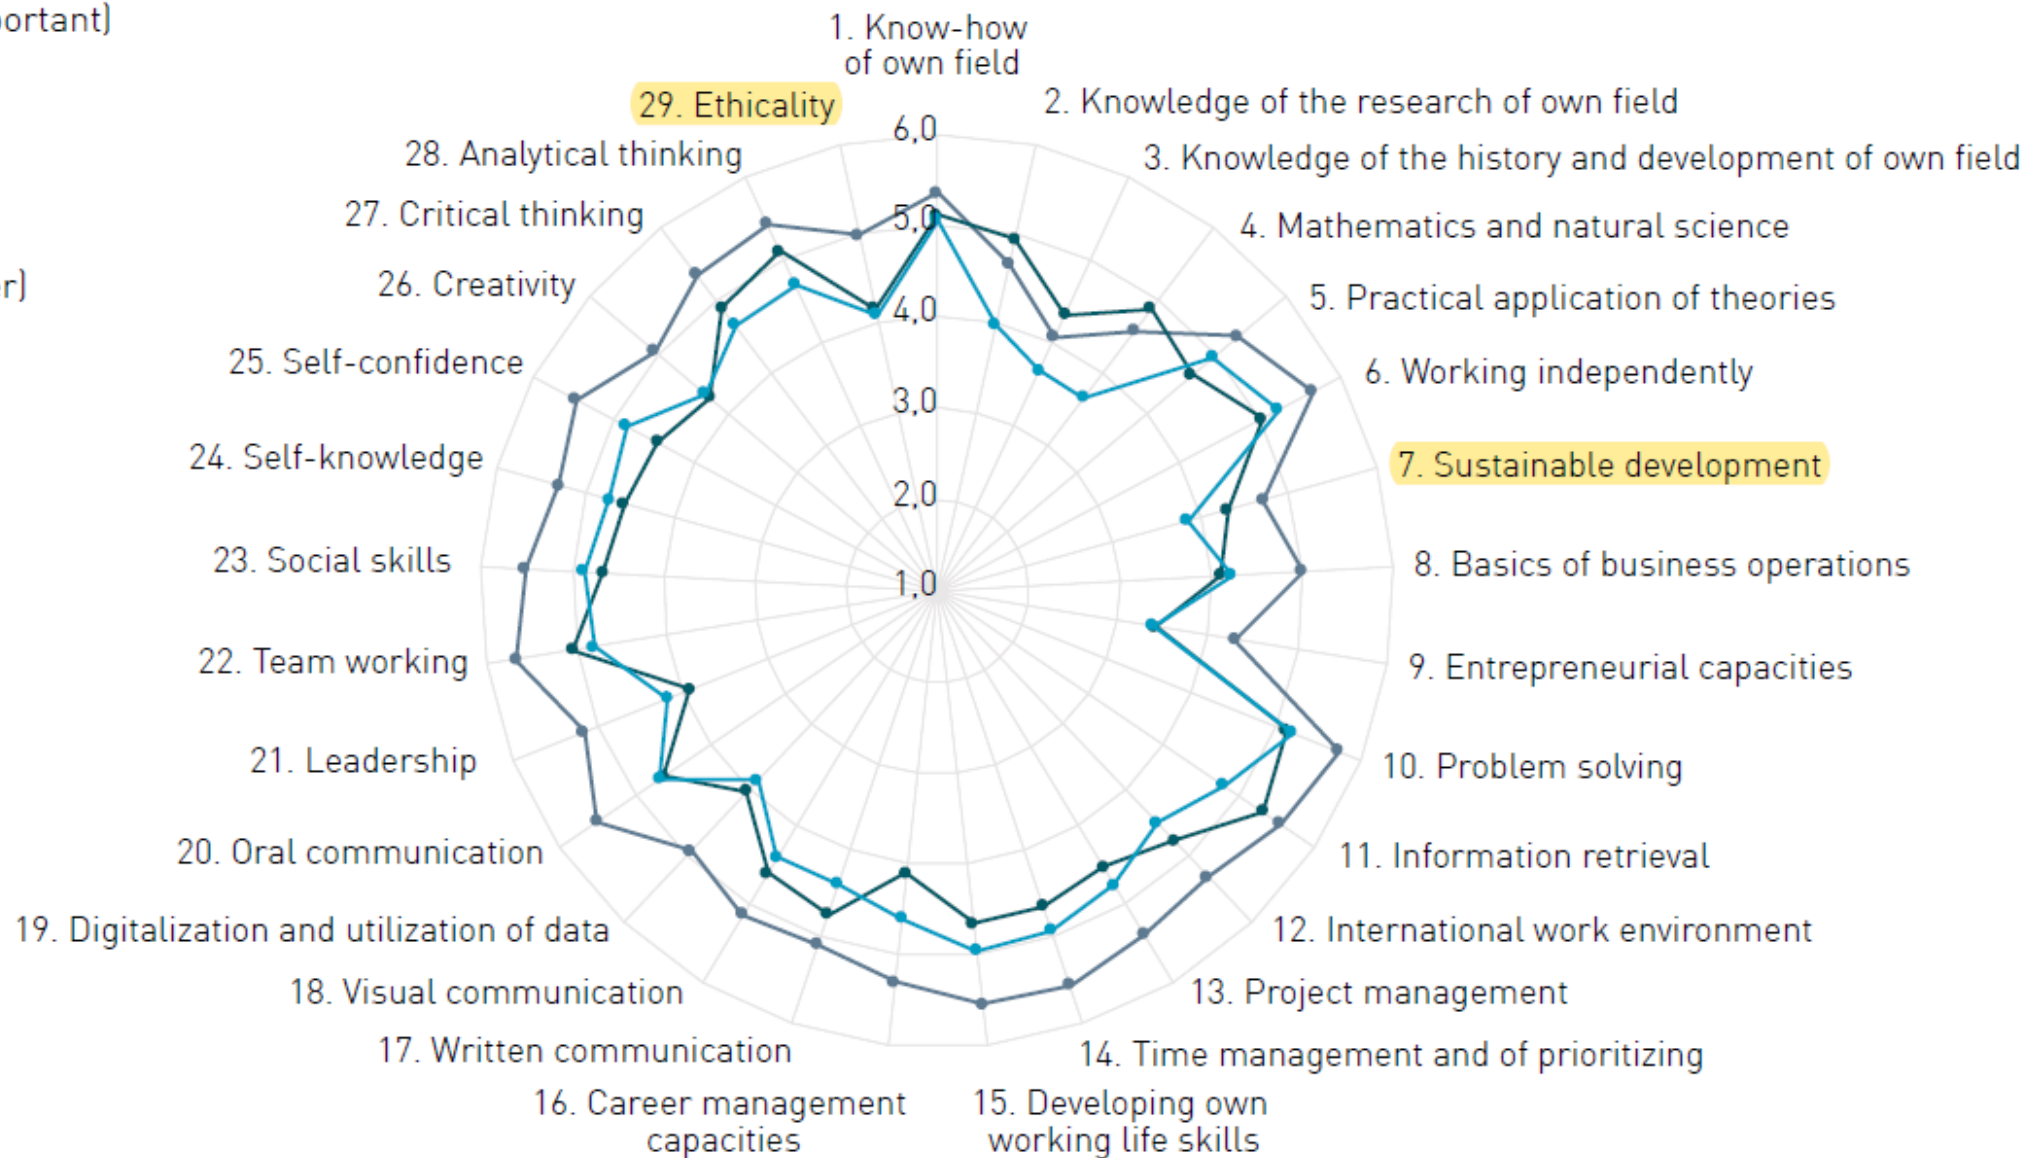 portant)
er)
1. Know-how
of own field
2. Knowledge of the research of own field
3. Knowledge of the history and development of own field
4. Mathematics and natural science
5. Practical application of theories
6. Working independently
7. Sustainable development
8. Basics of business operations
9. Entrepreneurial capacities
10. Problem solving
11. Information retrieval
12. International work environment
13. Project management
14. Time management and of prioritizing
15. Developing own
working life skills
16. Career management
capacities
17. Written communication
18. Visual communication
19. Digitalization and utilization of data
20. Oral communication
21. Leadership
22. Team working
23. Social skills
24. Self-knowledge
25. Self-confidence
26. Creativity
27. Critical thinking
28. Analytical thinking
29. Ethicality
6,0
5,0
4,0
3,0
2,0
1,0